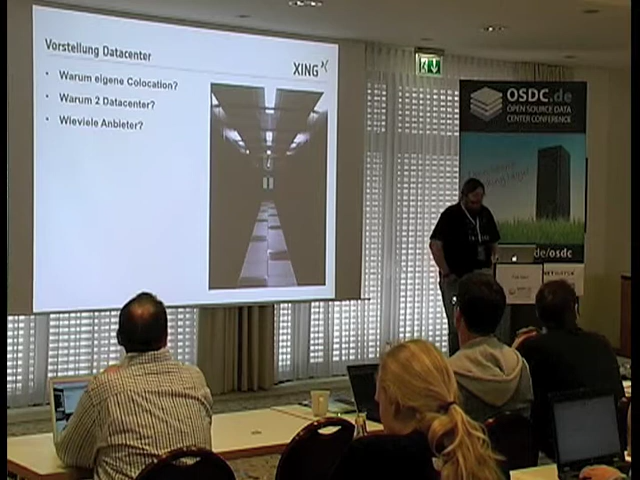 Vorstellung Datacenter
XING
Warum eigene Colocation?
Warum 2 Datacenter?
Wieviele Anbieter?
OSDC.de
OPEN SOURCE DATA
CENTER CONFERENCE
de/osdc